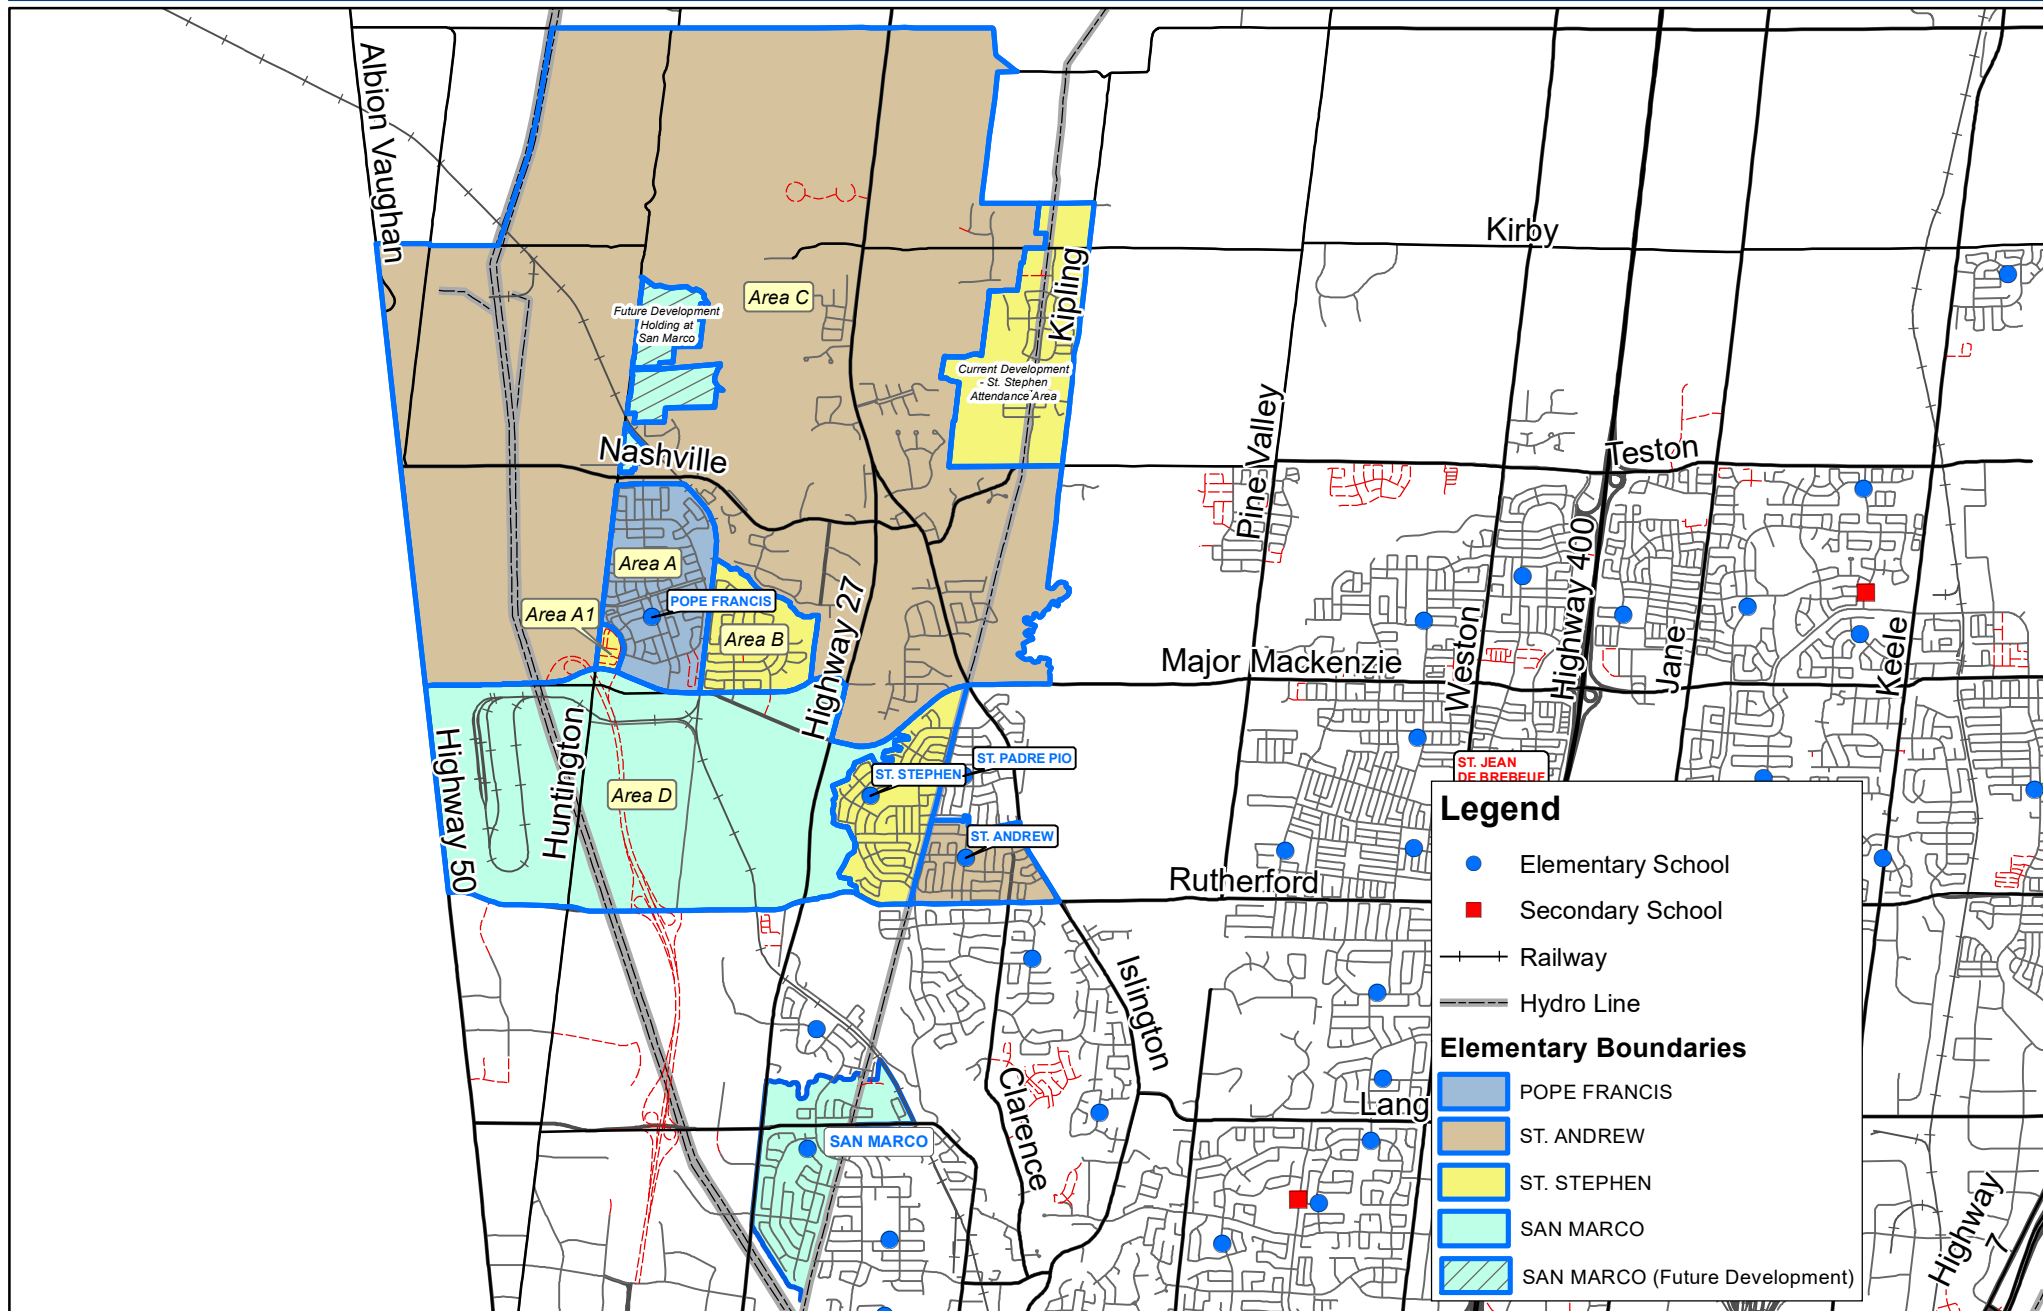 Albion Vaughan
Kirby
Kipling
Area C
Future Development
Holding at
San Marco
Current Development
- St. Stephen
Attendance Area
Nashville
Pine Valley
Teston
Area A
POPE FRANCIS
Area A1
Area B
Highway 27
Major Mackenzie
Weston
Highway 400
Jane
Keele
Highway 50
Huntington
Area D
ST. STEPHEN
ST. PADRE PIO
ST. ANDREW
ST. JEAN
DE BREBEUF
Rutherford
Islington
Clarence
Lang
SAN MARCO
Highway 7
Legend
Elementary School
Secondary School
Railway
Hydro Line
Elementary Boundaries
POPE FRANCIS
ST. ANDREW
ST. STEPHEN
SAN MARCO
SAN MARCO (Future Development)